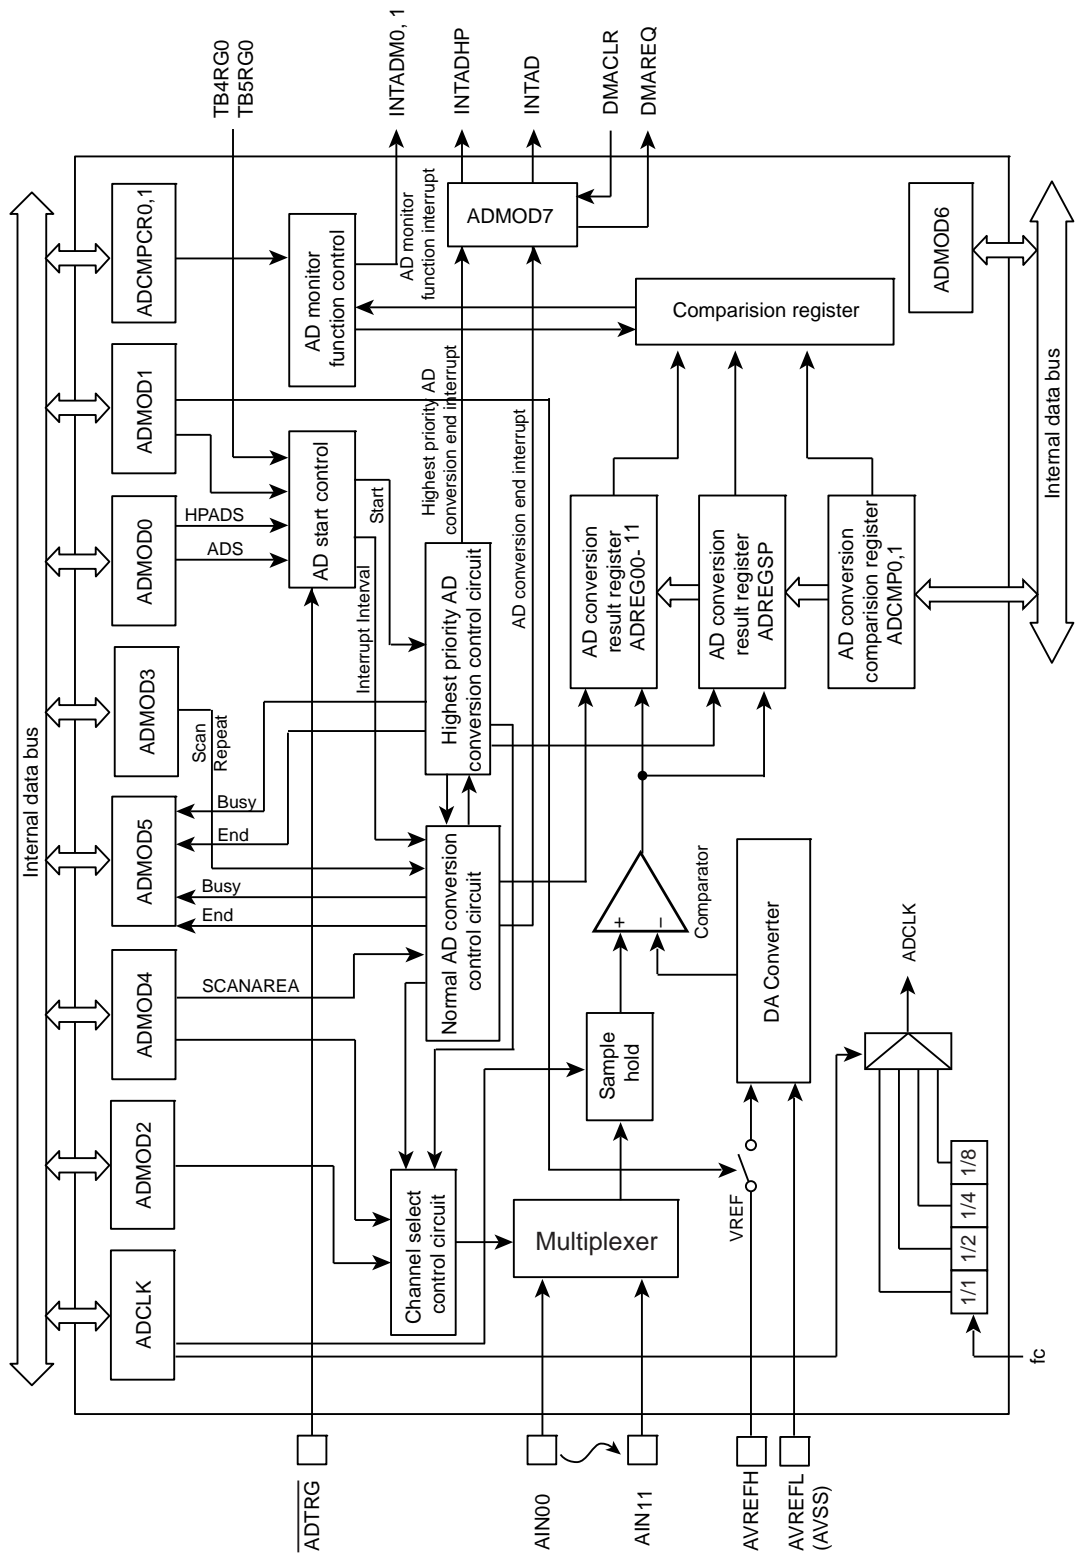 Internal data bus
ADCLK
ADMOD2
ADMOD4
ADMOD5
ADMOD3
ADMOD0
ADMOD1
ADCMPCR0,1
TB4RG0
TB5RG0
SCANAREA
End
Busy
End
Busy
Scan
Repeat
ADS
HPADS
ADTRG
AD start control
AD monitor
function control
INTADM0, 1
AD monitor
function interrupt
Interrupt Interval
Start
Channel select
control circuit
Normal AD conversion
control circuit
Highest priority AD
conversion control circuit
Highest priority AD
conversion end interrupt
AD conversion end interrupt
ADMOD7
INTADHP
INTAD
DMACLR
DMAREQ
AIN00
AIN11
Multiplexer
Sample
hold
+
−
Comparator
AD conversion
result register
ADREG00- 11
AD conversion
result register
ADREGSP
AD conversion
comparision register
ADCMP0,1
Comparision register
VREF
AVREFH
AVREFL
(AVSS)
DA Converter
ADCLK
1/1
1/2
1/4
1/8
fc
ADMOD6
Internal data bus